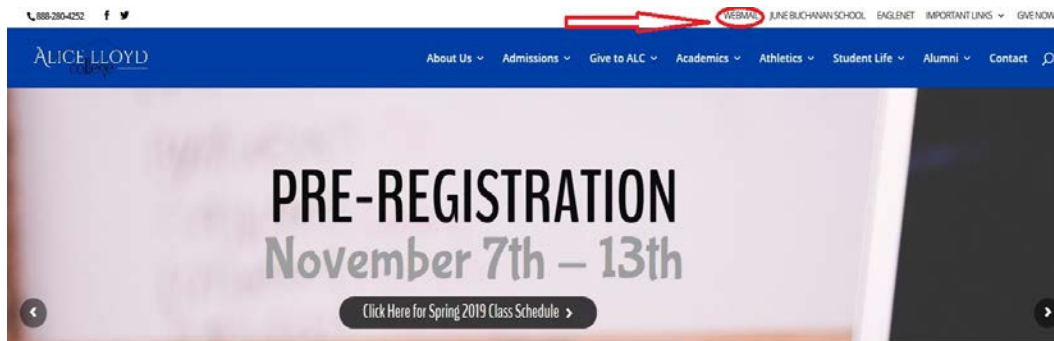 888-280-4252 WEBMAIL JUNE BUCHANAN SCHOOL EAGLENET IMPORTANT LINKS GIVE NOW
ALICE LLOYD
college
About Us Admissions Give to ALC Academics Athletics Student Life Alumni Contact
PRE-REGISTRATION
November 7th – 13th
Click Here for Spring 2019 Class Schedule